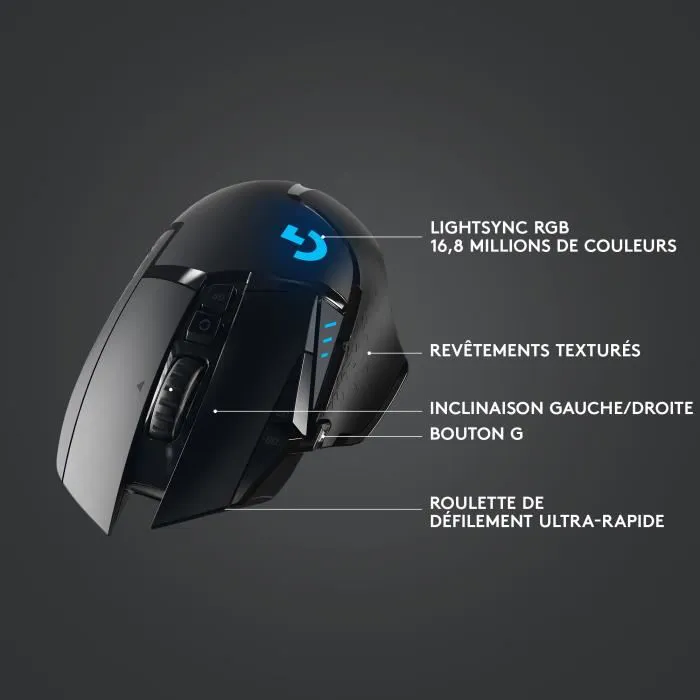 LIGHTSYNC RGB
16,8 MILLIONS DE COULEURS
REVÊTEMENTS TEXTURÉS
INCLINAISON GAUCHE/DROITE
BOUTON G
ROULETTE DE
DÉFILEMENT ULTRA-RAPIDE